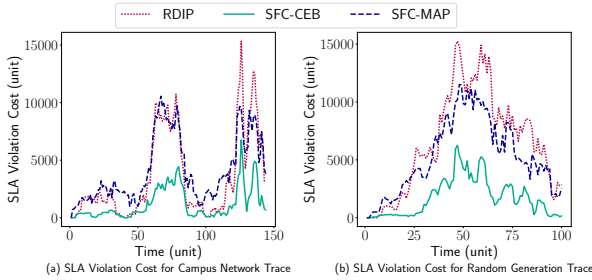 RDIP SFC-CEB SFC-MAP
SLA Violation Cost (unit)
15000
10000
5000
0
0 50 100 150
Time (unit)
(a) SLA Violation Cost for Campus Network Trace
SLA Violation Cost (unit)
15000
10000
5000
0
0 25 50 75 100
Time (unit)
(b) SLA Violation Cost for Random Generation Trace